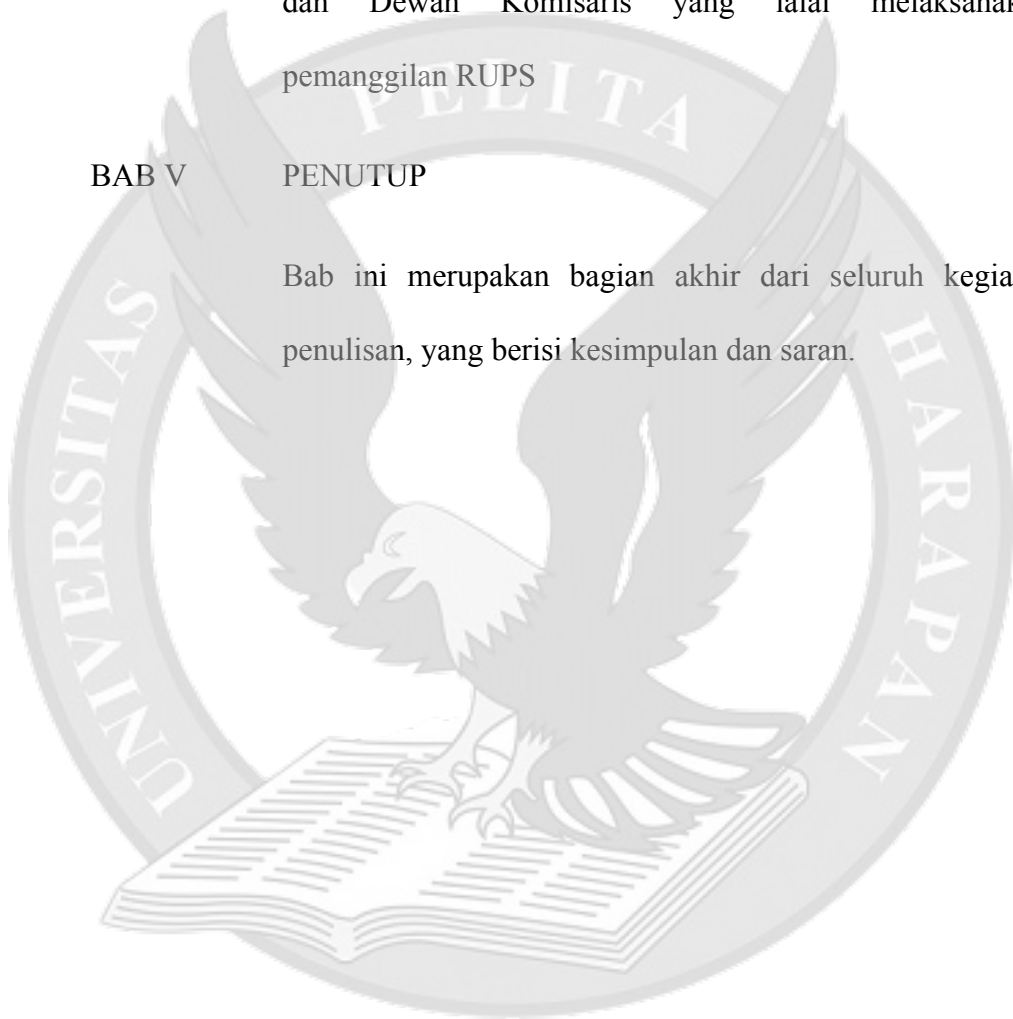 dan Dewan Komisaris yang lalai melaksanak
pemanggilan RUPS
BAB V PENUTUP
Bab ini merupakan bagian akhir dari seluruh kegia
penulisan, yang berisi kesimpulan dan saran.
UNIVERSITAS PELITA HARAPAN